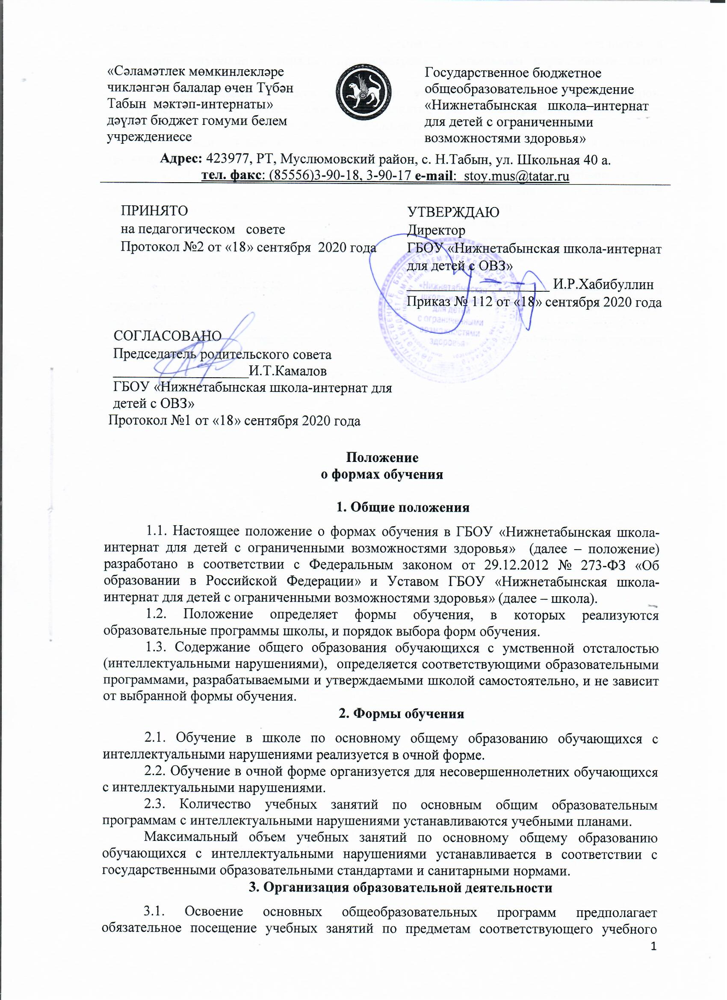 «Сәламәтлек мөмкинлекләре
чикләнгән балалар өчен Түбән
Табын мәктәп-интернаты»
дәүләт бюджет гомуми белем
учреждениесе
Государственное бюджетное
общеобразовательное учреждение
«Нижнетабынская школа–интернат
для детей с ограниченными
возможностями здоровья»
Адрес: 423977, РТ, Муслюмовский район, с. Н.Табын, ул. Школьная 40 а.
тел. факс: (85556)3-90-18, 3-90-17 e-mail: stoy.mus@tatar.ru
ПРИНЯТО
на педагогическом совете
Протокол №2 от «18» сентября 2020 года
УТВЕРЖДАЮ
Директор
ГБОУ «Нижнетабынская школа-интернат
для детей с ОВЗ»
И.Р.Хабибуллин
Приказ № 112 от «18» сентября 2020 года
«Нижнетабынская
школа-интернат
для детей
с ограниченными
возможностями
здоровья»
СОГЛАСОВАНО
Председатель родительского совета
И.Т.Камалов
ГБОУ «Нижнетабынская школа-интернат для
детей с ОВЗ»
Протокол №1 от «18» сентября 2020 года
Положение
о формах обучения
1. Общие положения
1.1. Настоящее положение о формах обучения в ГБОУ «Нижнетабынская школа-
интернат для детей с ограниченными возможностями здоровья» (далее – положение)
разработано в соответствии с Федеральным законом от 29.12.2012 № 273-ФЗ «Об
образовании в Российской Федерации» и Уставом ГБОУ «Нижнетабынская школа-
интернат для детей с ограниченными возможностями здоровья» (далее – школа).
1.2. Положение определяет формы обучения, в которых реализуются
образовательные программы школы, и порядок выбора форм обучения.
1.3. Содержание общего образования обучающихся с умственной отсталостью
(интеллектуальными нарушениями), определяется соответствующими образовательными
программами, разрабатываемыми и утверждаемыми школой самостоятельно, и не зависит
от выбранной формы обучения.
2. Формы обучения
2.1. Обучение в школе по основному общему образованию обучающихся с
интеллектуальными нарушениями реализуется в очной форме.
2.2. Обучение в очной форме организуется для несовершеннолетних обучающихся
с интеллектуальными нарушениями.
2.3. Количество учебных занятий по основным общим образовательным
программам с интеллектуальными нарушениями устанавливаются учебными планами.
Максимальный объем учебных занятий по основному общему образованию
обучающихся с интеллектуальными нарушениями устанавливается в соответствии с
государственными образовательными стандартами и санитарными нормами.
3. Организация образовательной деятельности
3.1. Освоение основных общеобразовательных программ предполагает
обязательное посещение учебных занятий по предметам соответствующего учебного
1